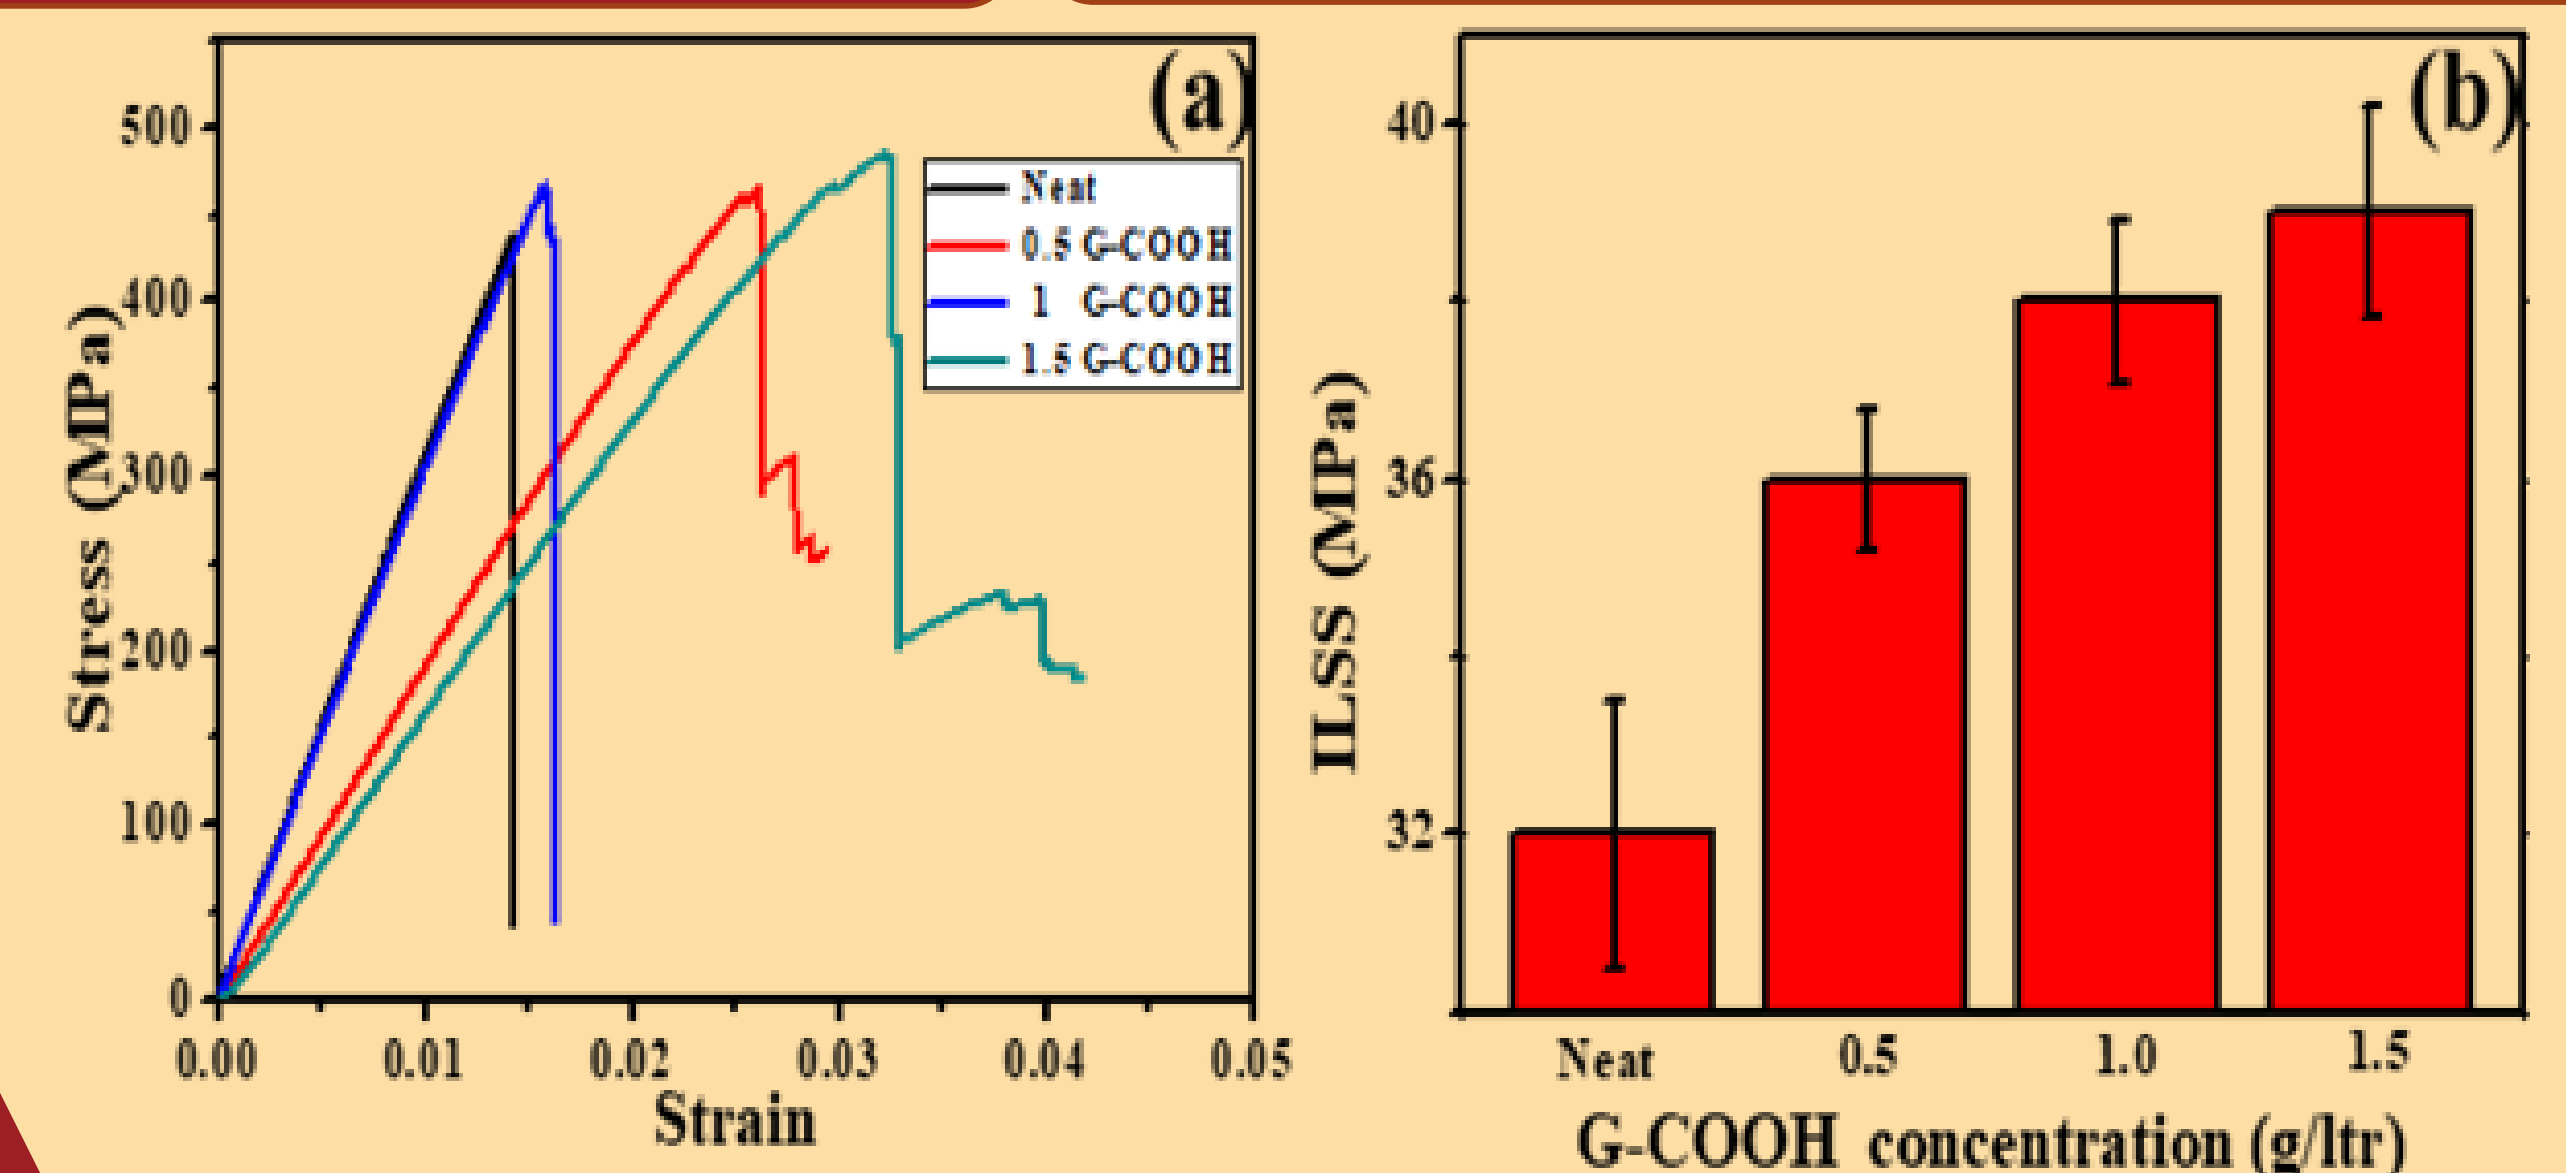 (a)
500
400
300
200
100
0
Stress (MPa)
Neat
0.5 G-COOH
1 G-COOH
1.5 G-COOH
0.00 0.01 0.02 0.03 0.04 0.05
Strain
(b)
40
36
32
ILSS (MPa)
Neat 0.5 1.0 1.5
G-COOH concentration (g/ltr)